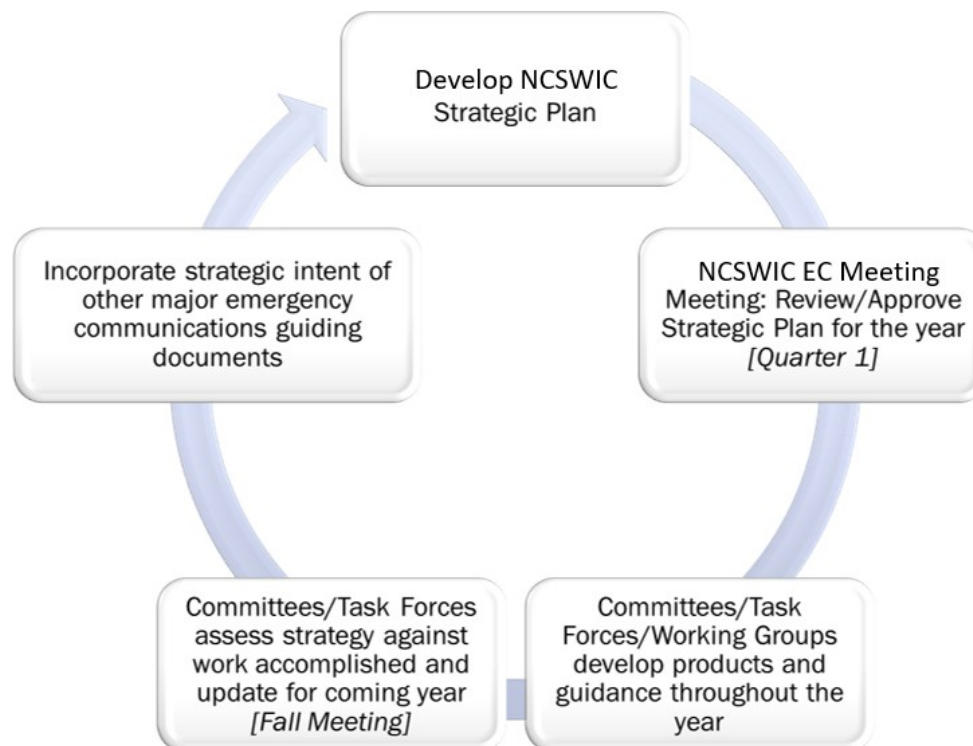 Develop NCSWIC
Strategic Plan
NCSWIC EC Meeting
Meeting: Review/Approve
Strategic Plan for the year
[Quarter 1]
Committees/Task
Forces/Working Groups
develop products and
guidance throughout the
year
Committees/Task Forces
assess strategy against
work accomplished and
update for coming year
[Fall Meeting]
Incorporate strategic intent of
other major emergency
communications guiding
documents